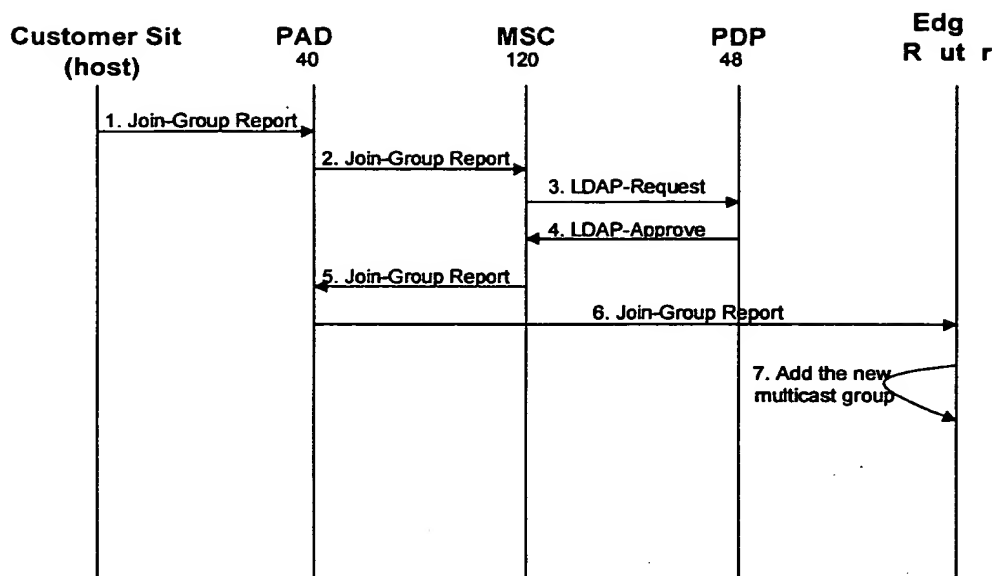 Customer Sit
(host)
PAD
40
MSC
120
PDP
48
Edg
R ut r
1. Join-Group Report
2. Join-Group Report
3. LDAP-Request
4. LDAP-Approve
5. Join-Group Report
6. Join-Group Report
7. Add the new
multicast group